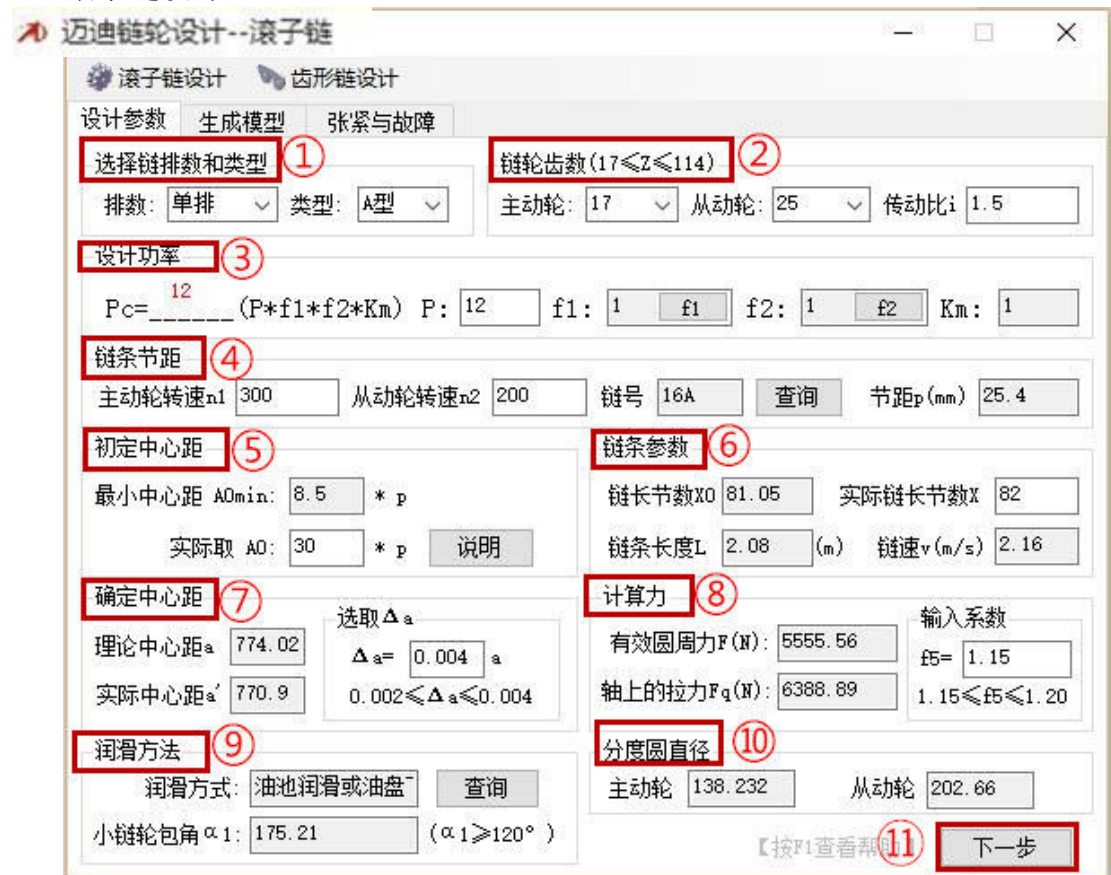 迈迪链轮设计--滚子链
滚子链设计 齿形链设计
设计参数 生成模型 张紧与故障
选择链排数和类型 ① 链轮齿数(17≤Z≤114) ②
排数: 单排 类型: A型 主动轮: 17 从动轮: 25 传动比i 1.5
设计功率 ③
Pc=______(P*f1*f2*Km) 12 P: 12 f1: 1 f1 f2: 1 f2 Km: 1
链条节距 ④
主动轮转速n1 300 从动轮转速n2 200 链号 16A 查询 节距p(mm) 25.4
初定中心距 ⑤ 链条参数 ⑥
最小中心距 A0min: 8.5 * p 链长节数X0 81.05 实际链长节数X 82
实际取 A0: 30 * p 说明 链条长度L 2.08 (m) 链速v(m/s) 2.16
确定中心距 ⑦ 选取Δa 计算力 ⑧ 输入系数
理论中心距a 774.02 Δa= 0.004 a 有效圆周力F(N): 5555.56 f5= 1.15
实际中心距a' 770.9 0.002≤Δa≤0.004 轴上的拉力Fq(N): 6388.89 1.15≤f5≤1.20
润滑方法 ⑨ 分度圆直径 ⑩
润滑方式: 油池润滑或油盘 查询 主动轮 138.232 从动轮 202.66
小链轮包角α1: 175.21 (α1≥120°)
【按F1查看帮 ⑪ 下一步